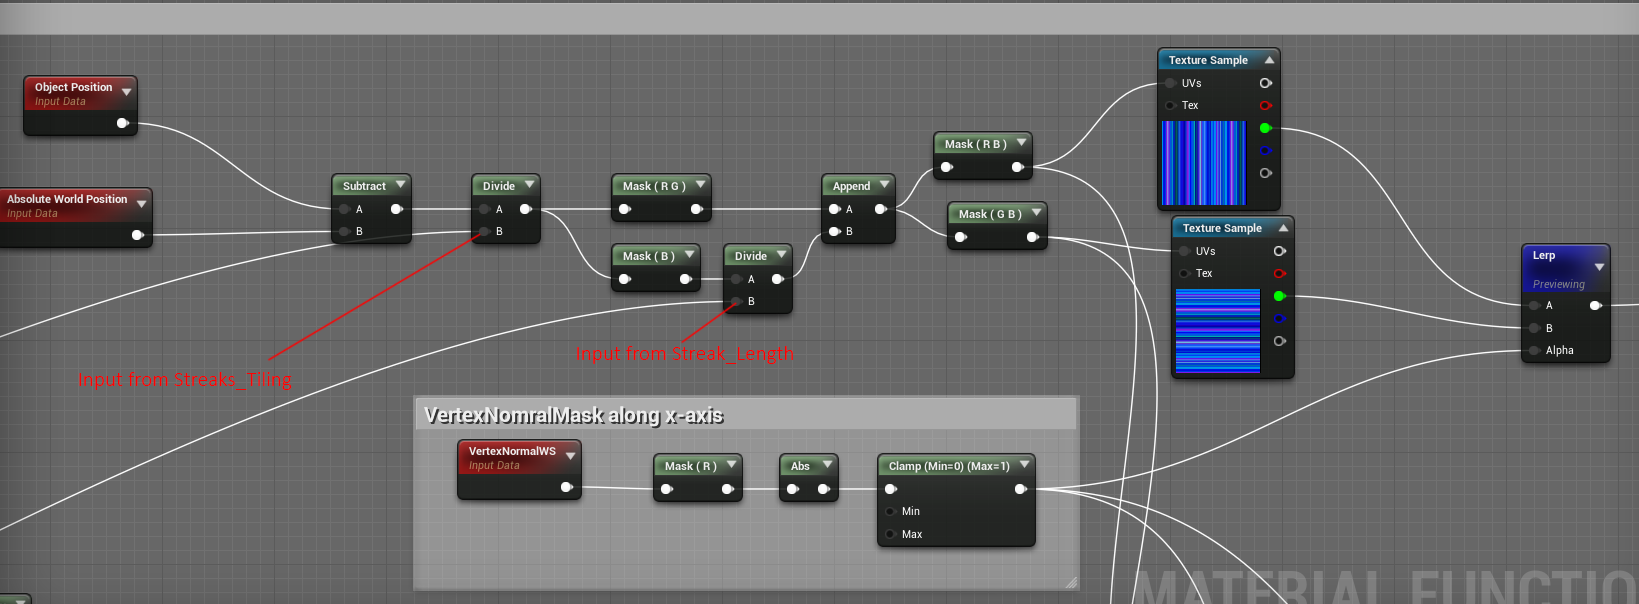 Texture Sample
UVs
Tex
Object Position
Input Data
Mask ( R B )
Absolute World Position
Input Data
Subtract
A
B
Divide
A
B
Mask ( R G )
Append
A
B
Mask ( G B )
Texture Sample
UVs
Tex
Mask ( B )
Divide
A
B
Lerp
Previewing
A
B
Alpha
Input from Streak_Length
Input from Streaks_Tiling
VertexNomralMask along x-axis
VertexNormalWS
Input Data
Mask ( R )
Abs
Clamp (Min=0) (Max=1)
Min
Max
MATERIAL FUNCTIO